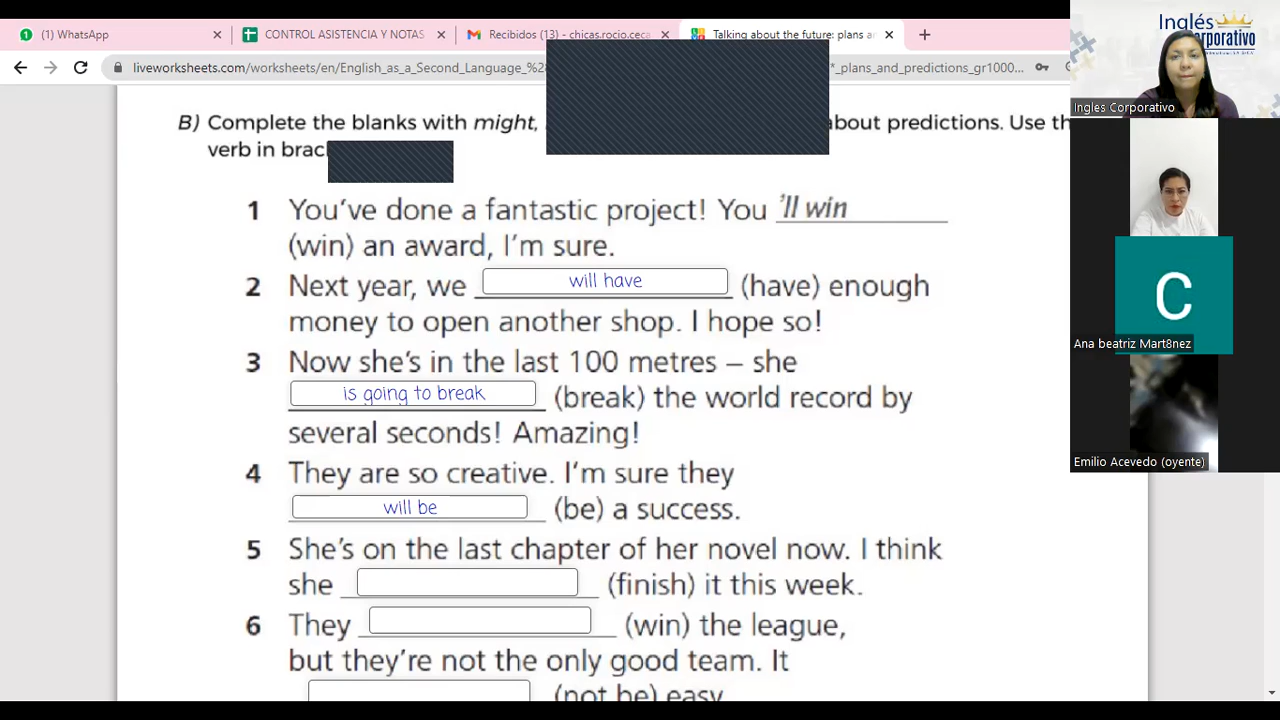 (1) WhatsApp
CONTROL ASISTENCIA Y NOTAS
Recibidos (13) - chicas.rocio.ceca
Talking about the future: plans a
liveworksheets.com/worksheets/en/English_as_a_Second_Language_
_plans_and_predictions_gr1000...
B) Complete the blanks with might,
about predictions. Use th
verb in brac
1 You've done a fantastic project! You 'll win
(win) an award, I'm sure.
2 Next year, we will have (have) enough
money to open another shop. I hope so!
3 Now she's in the last 100 metres – she
is going to break (break) the world record by
several seconds! Amazing!
4 They are so creative. I'm sure they
will be (be) a success.
5 She's on the last chapter of her novel now. I think
she (finish) it this week.
6 They (win) the league,
but they're not the only good team. It
(not be) easy
Inglés
Corporativo
Ingles Corporativo
C
Ana beatriz Mart8nez
Emilio Acevedo (oyente)